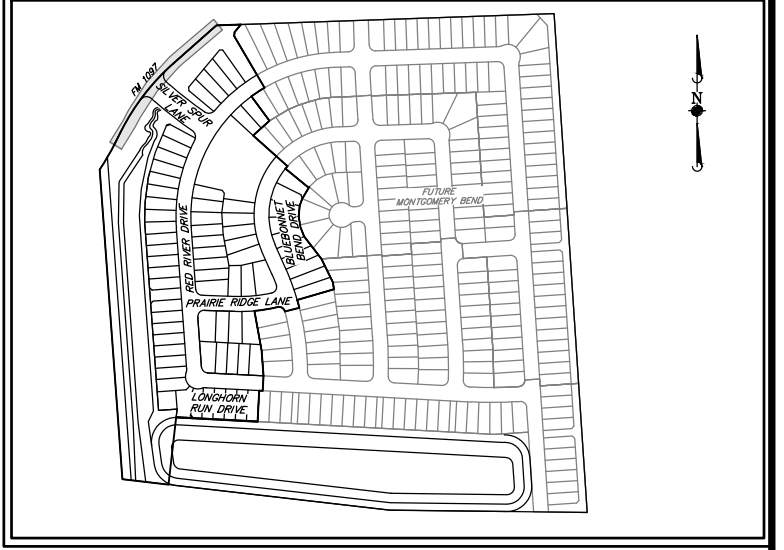 FM 1097
SILVER SPUR
LANE
N
FUTURE
MONTGOMERY BEND
RED RIVER DRIVE
BLUEBONNET
BEND DRIVE
PRAIRIE RIDGE LANE
LONGHORN
RUN DRIVE